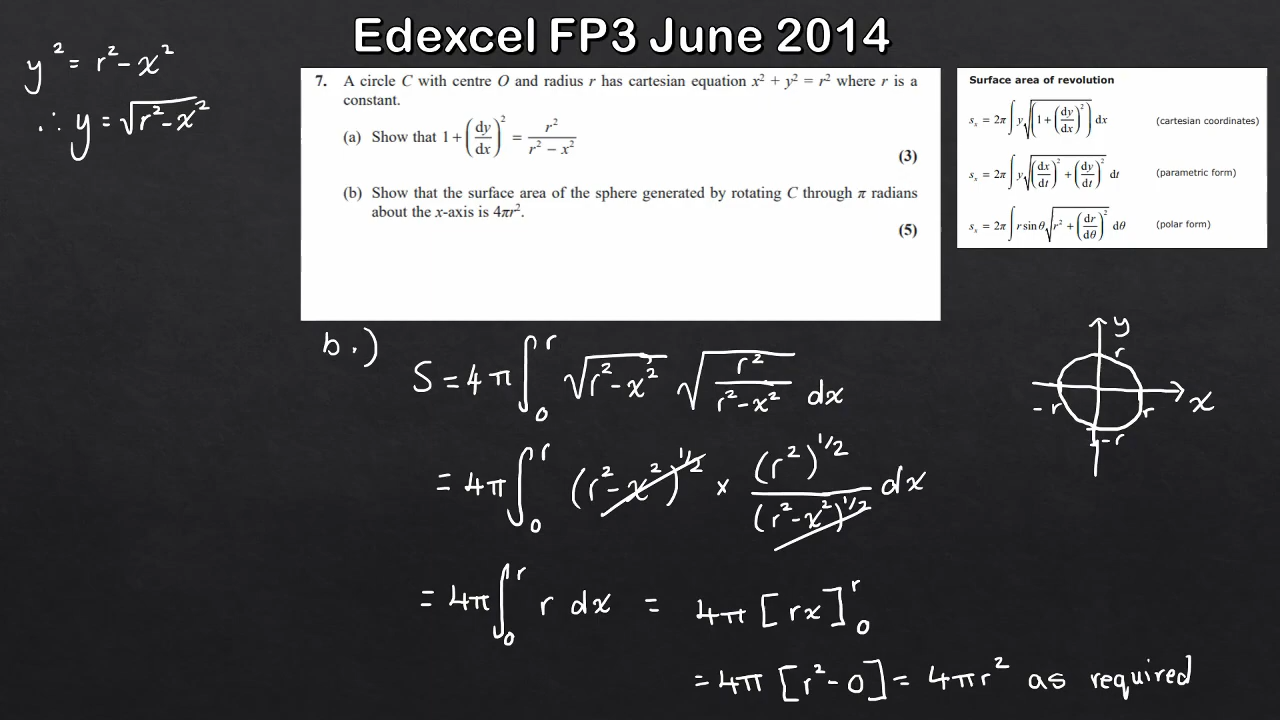 Edexcel FP3 June 2014
y² = r² - x²
∴ y = √(r² - x²)
7. A circle C with centre O and radius r has cartesian equation x² + y² = r² where r is a
constant.
(a) Show that 1 + (dy/dx)² = r²/(r² − x²)
(3)
(b) Show that the surface area of the sphere generated by rotating C through π radians
about the x-axis is 4πr².
(5)
Surface area of revolution
sₓ = 2π ∫ y√(1 + (dy/dx)²) dx (cartesian coordinates)
sₓ = 2π ∫ y√((dx/dt)² + (dy/dt)²) dt (parametric form)
sₓ = 2π ∫ r sin θ√(r² + (dr/dθ)²) dθ (polar form)
b.)
S = 4π ∫₀ʳ √(r² - x²) √(r²/(r² - x²)) dx
= 4π ∫₀ʳ (r² - x²)^1/2 × (r²)^1/2/(r² - x²)^1/2 dx
= 4π ∫₀ʳ r dx = 4π [rx]₀ʳ
= 4π [r² - 0] = 4πr² as required
y
r
-r r x
-r